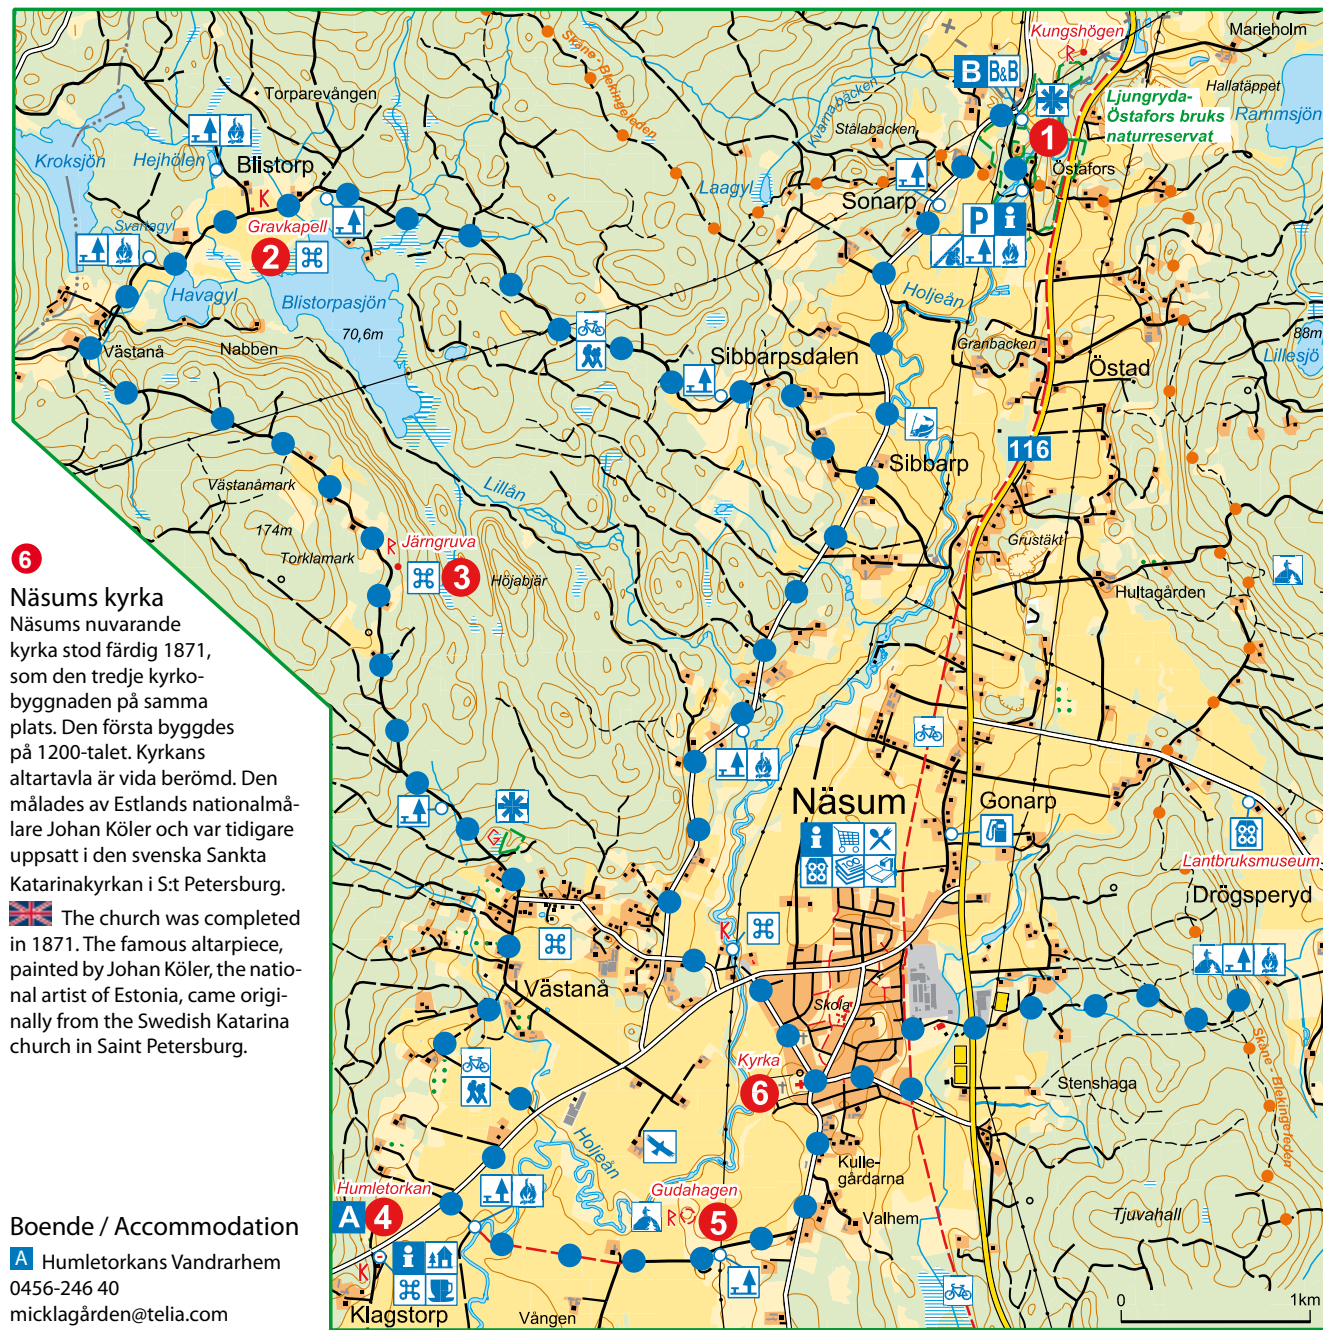 Kungshögen
R
Marieholm
Hallatäppet
Rammsjön
B
B&B
Ljungryda-
Östafors bruks
naturreservat
1
Skåne - Blekingeleden
Kvarnabäcken
Stålabacken
Östafors
Torparevången
Kroksjön
Hejhölen
Blistorp
K
Gravkapell
2
Svartagyl
Havagyl
Blistorpasjön
70,6m
Laagyl
Sonarp
P i
Holjeån
Granbacken
88m
Lillesjö
Östad
Västanå
Nabben
Sibbarpsdalen
116
Sibbarp
Västanåmark
Lillån
174m
Torklamark
R
Järngruva
3
Höjabjär
Grustäkt
Hultagården
6
Näsums kyrka
Näsums nuvarande
kyrka stod färdig 1871,
som den tredje kyrko-
byggnaden på samma
plats. Den första byggdes
på 1200-talet. Kyrkans
altartavla är vida berömd. Den
målades av Estlands nationalmå-
lare Johan Köler och var tidigare
uppsatt i den svenska Sankta
Katarinakyrkan i S:t Petersburg.
The church was completed
in 1871. The famous altarpiece,
painted by Johan Köler, the natio-
nal artist of Estonia, came origi-
nally from the Swedish Katarina
church in Saint Petersburg.
G
Näsum
i
Gonarp
Lantbruksmuseum
Drögsperyd
K
Västanå
Skola
Skåne - Blekingeleden
Kyrka
6
Stenshaga
Holjeån
Kulle-
gårdarna
Valhem
Tjuvahall
Humletorkan
A
4
Gudahagen
R
5
K
i
Klagstorp
Vången
0
1km
Boende / Accommodation
A Humletorkans Vandrarhem
0456-246 40
micklagården@telia.com